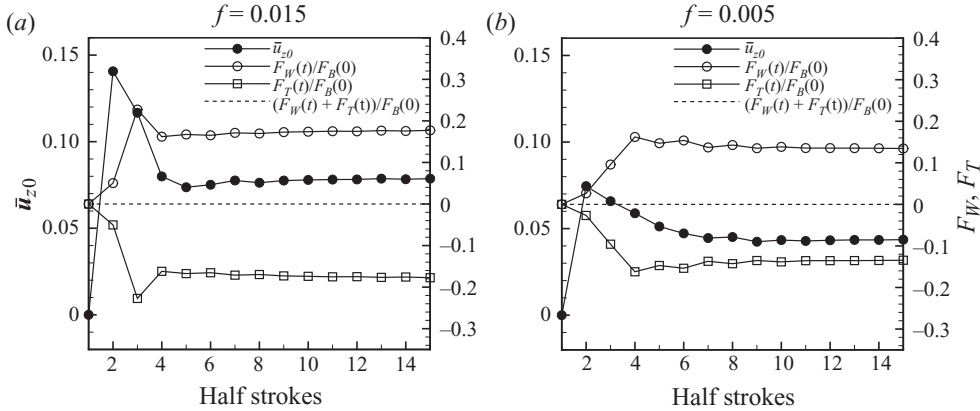 f = 0.015
f = 0.005
(a)
(b)
0.15
0.10
0.05
0
ū_z0
0.4
0.3
0.2
0.1
0
–0.1
–0.2
–0.3
ū_z0
F_W(t)/F_B(0)
F_T(t)/F_B(0)
(F_W(t) + F_T(t))/F_B(0)
2 4 6 8 10 12 14
Half strokes
0.15
0.10
0.05
0
0.4
0.3
0.2
0.1
0
–0.1
–0.2
–0.3
F_W, F_T
ū_z0
F_W(t)/F_B(0)
F_T(t)/F_B(0)
(F_W(t) + F_T(t))/F_B(0)
2 4 6 8 10 12 14
Half strokes